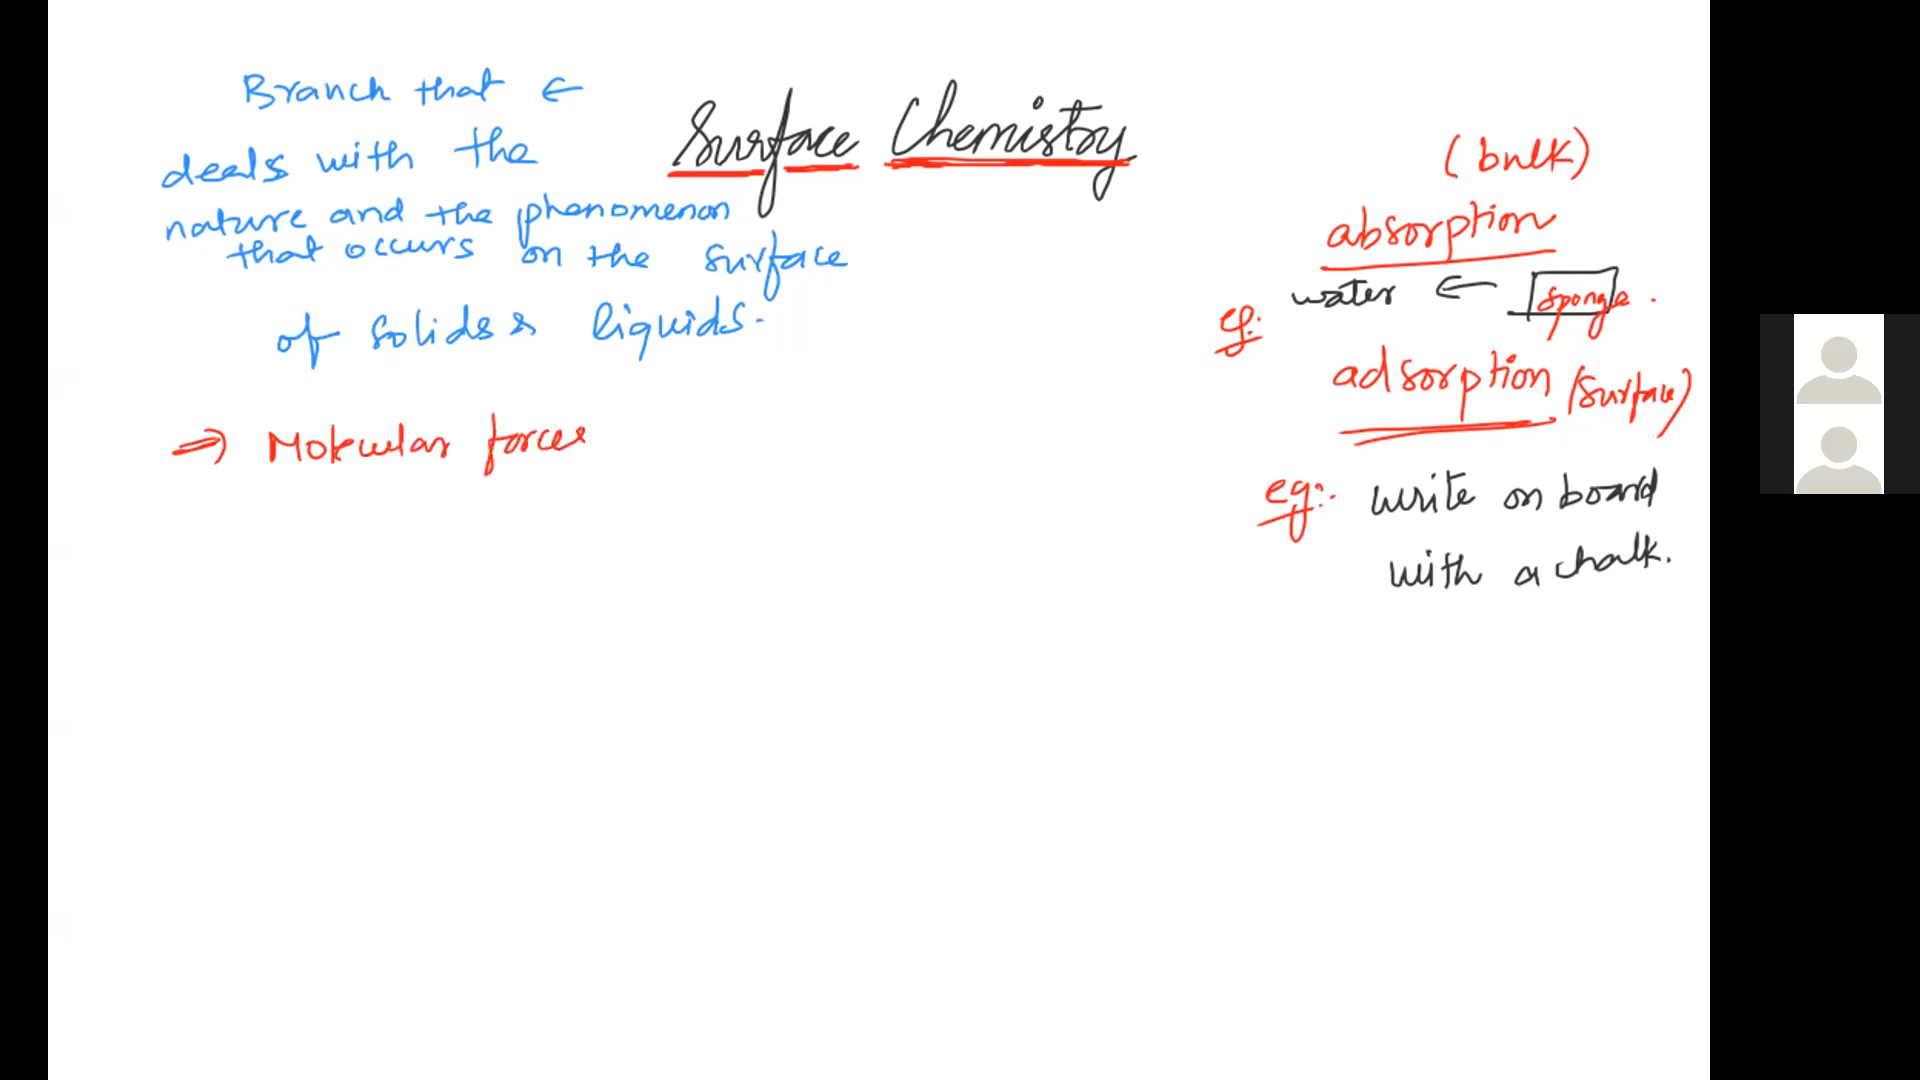 Surface Chemistry
Branch that ←
deals with the
nature and the phenomenon
that occurs on the surface
of solids & liquids.
⇒ Molecular forces
(bulk)
absorption
eg: water ← sponge.
adsorption (surface)
eg:- write on board
with a chalk.